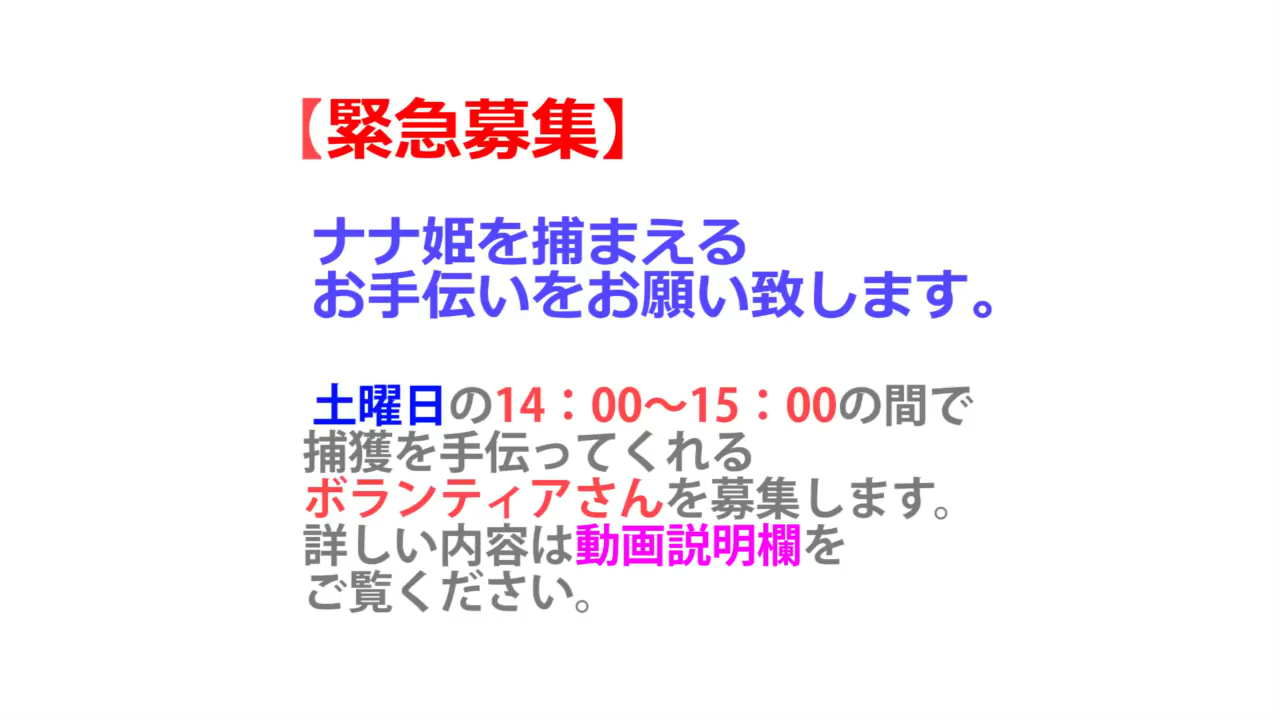 【緊急募集】
ナナ姫を捕まえる
お手伝いをお願い致します。
土曜日の14：00～15：00の間で
捕獲を手伝ってくれる
ボランティアさんを募集します。
詳しい内容は動画説明欄を
ご覧ください。